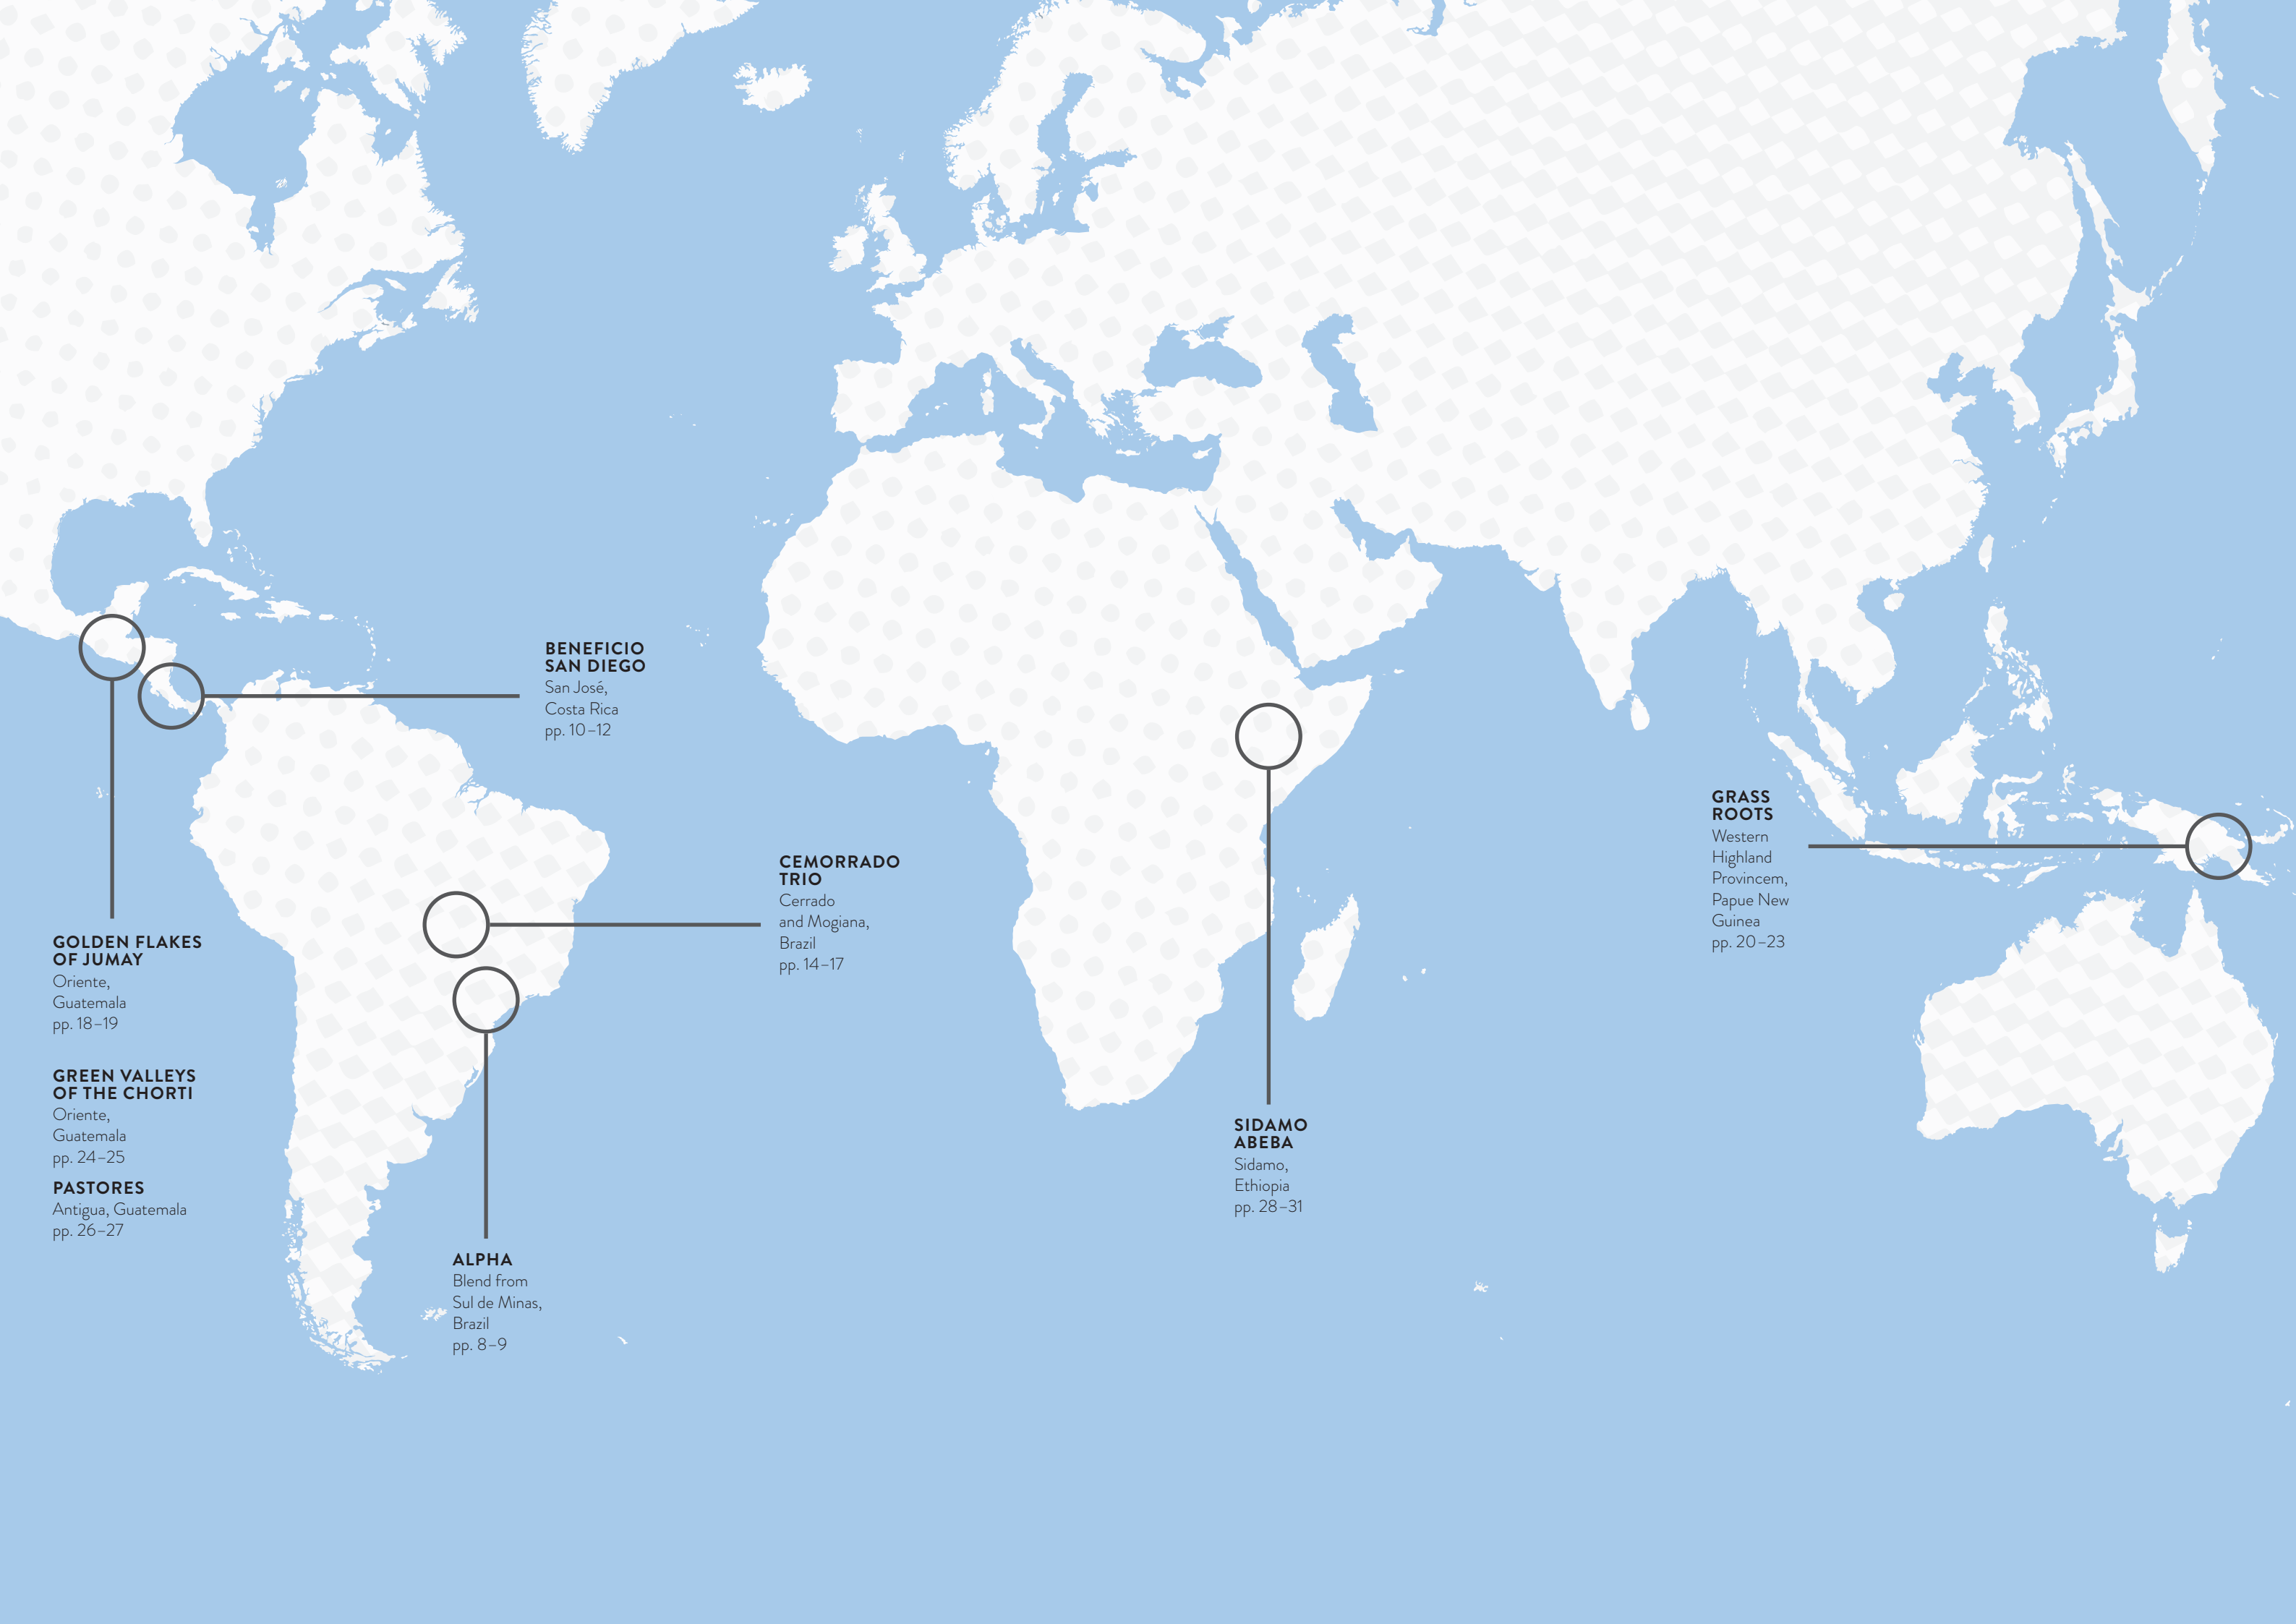 BENEFICIO
SAN DIEGO
San José,
Costa Rica
pp. 10–12
GRASS
ROOTS
Western
Highland
Provincem,
Papue New
Guinea
pp. 20–23
CEMORRADO
TRIO
Cerrado
and Mogiana,
Brazil
pp. 14–17
GOLDEN FLAKES
OF JUMAY
Oriente,
Guatemala
pp. 18–19
GREEN VALLEYS
OF THE CHORTI
Oriente,
Guatemala
pp. 24–25
PASTORES
Antigua, Guatemala
pp. 26–27
SIDAMO
ABEBA
Sidamo,
Ethiopia
pp. 28–31
ALPHA
Blend from
Sul de Minas,
Brazil
pp. 8–9